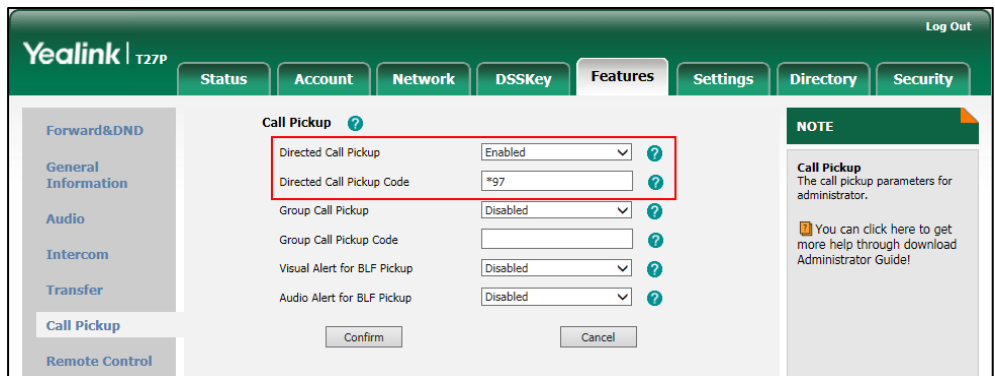 Log Out
Yealink | T27P
Status Account Network DSSKey Features Settings Directory Security
Forward&DND
General
Information
Audio
Intercom
Transfer
Call Pickup
Remote Control
Call Pickup ?
Directed Call Pickup Enabled ?
Directed Call Pickup Code *97 ?
Group Call Pickup Disabled ?
Group Call Pickup Code ?
Visual Alert for BLF Pickup Disabled ?
Audio Alert for BLF Pickup Disabled ?
Confirm Cancel
NOTE
Call Pickup
The call pickup parameters for
administrator.
? You can click here to get
more help through download
Administrator Guide!